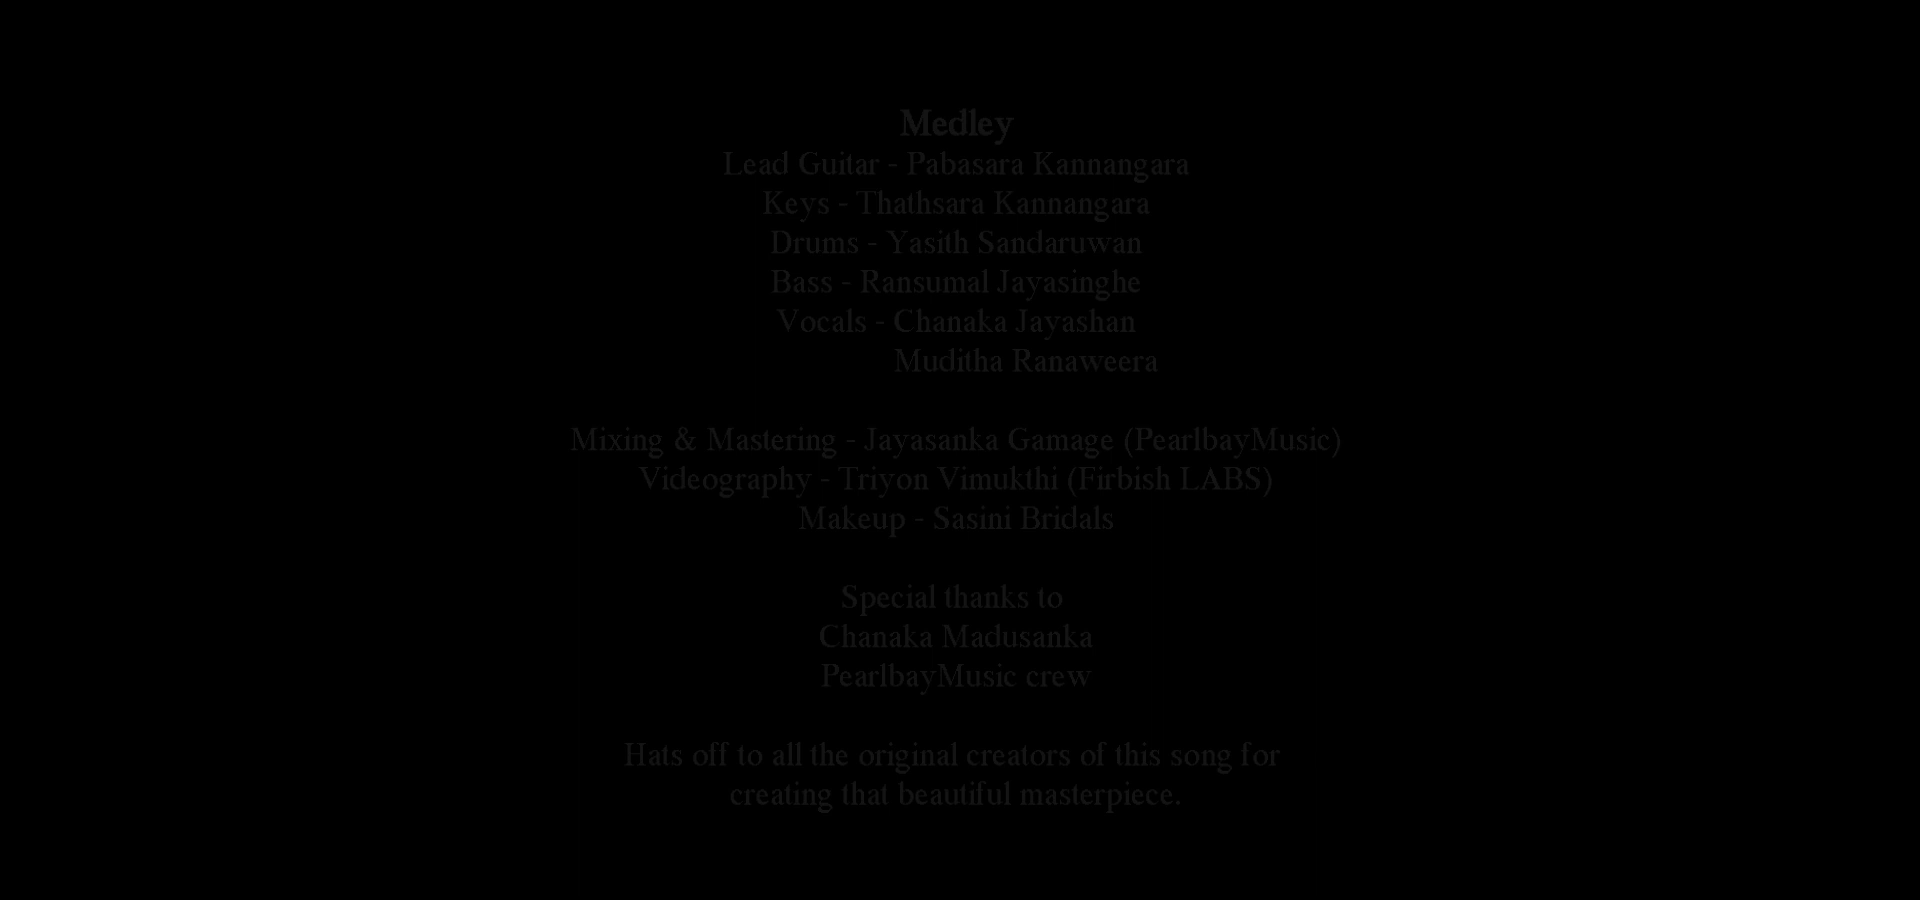 Medley
Lead Guitar - Pabasara Kannangara
Keys - Thathsara Kannangara
Drums - Yasith Sandaruwan
Bass - Ransumal Jayasinghe
Vocals - Chanaka Jayashan
Muditha Ranaweera
Mixing & Mastering - Jayasanka Gamage (PearlbayMusic)
Videography - Triyon Vimukthi (Firbish LABS)
Makeup - Sasini Bridals
Special thanks to
Chanaka Madusanka
PearlbayMusic crew
Hats off to all the original creators of this song for
creating that beautiful masterpiece.